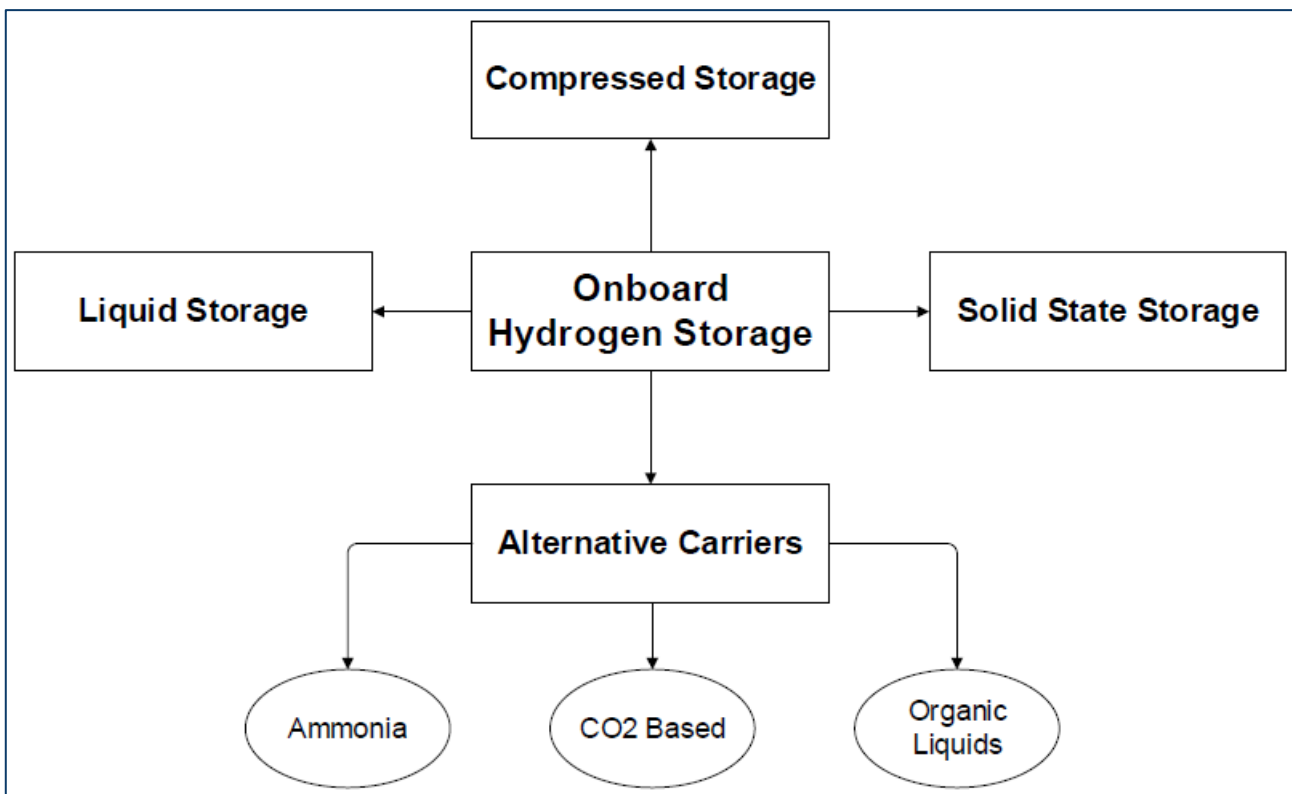 Compressed Storage
Liquid Storage
Onboard
Hydrogen Storage
Solid State Storage
Alternative Carriers
Ammonia
CO2 Based
Organic
Liquids